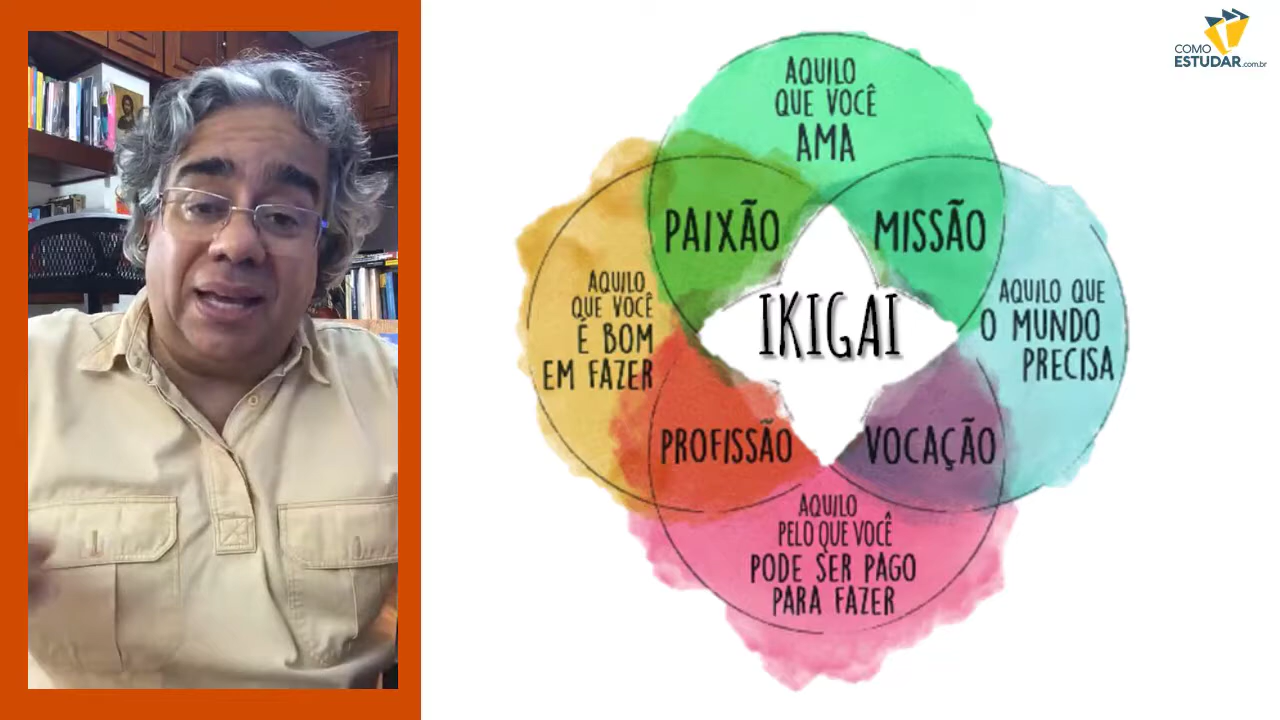 COMO
ESTUDAR.com.br
AQUILO
QUE VOCÊ
AMA
PAIXÃO
MISSÃO
AQUILO
QUE VOCÊ
É BOM
EM FAZER
IKIGAI
AQUILO QUE
O MUNDO
PRECISA
PROFISSÃO
VOCAÇÃO
AQUILO
PELO QUE VOCÊ
PODE SER PAGO
PARA FAZER